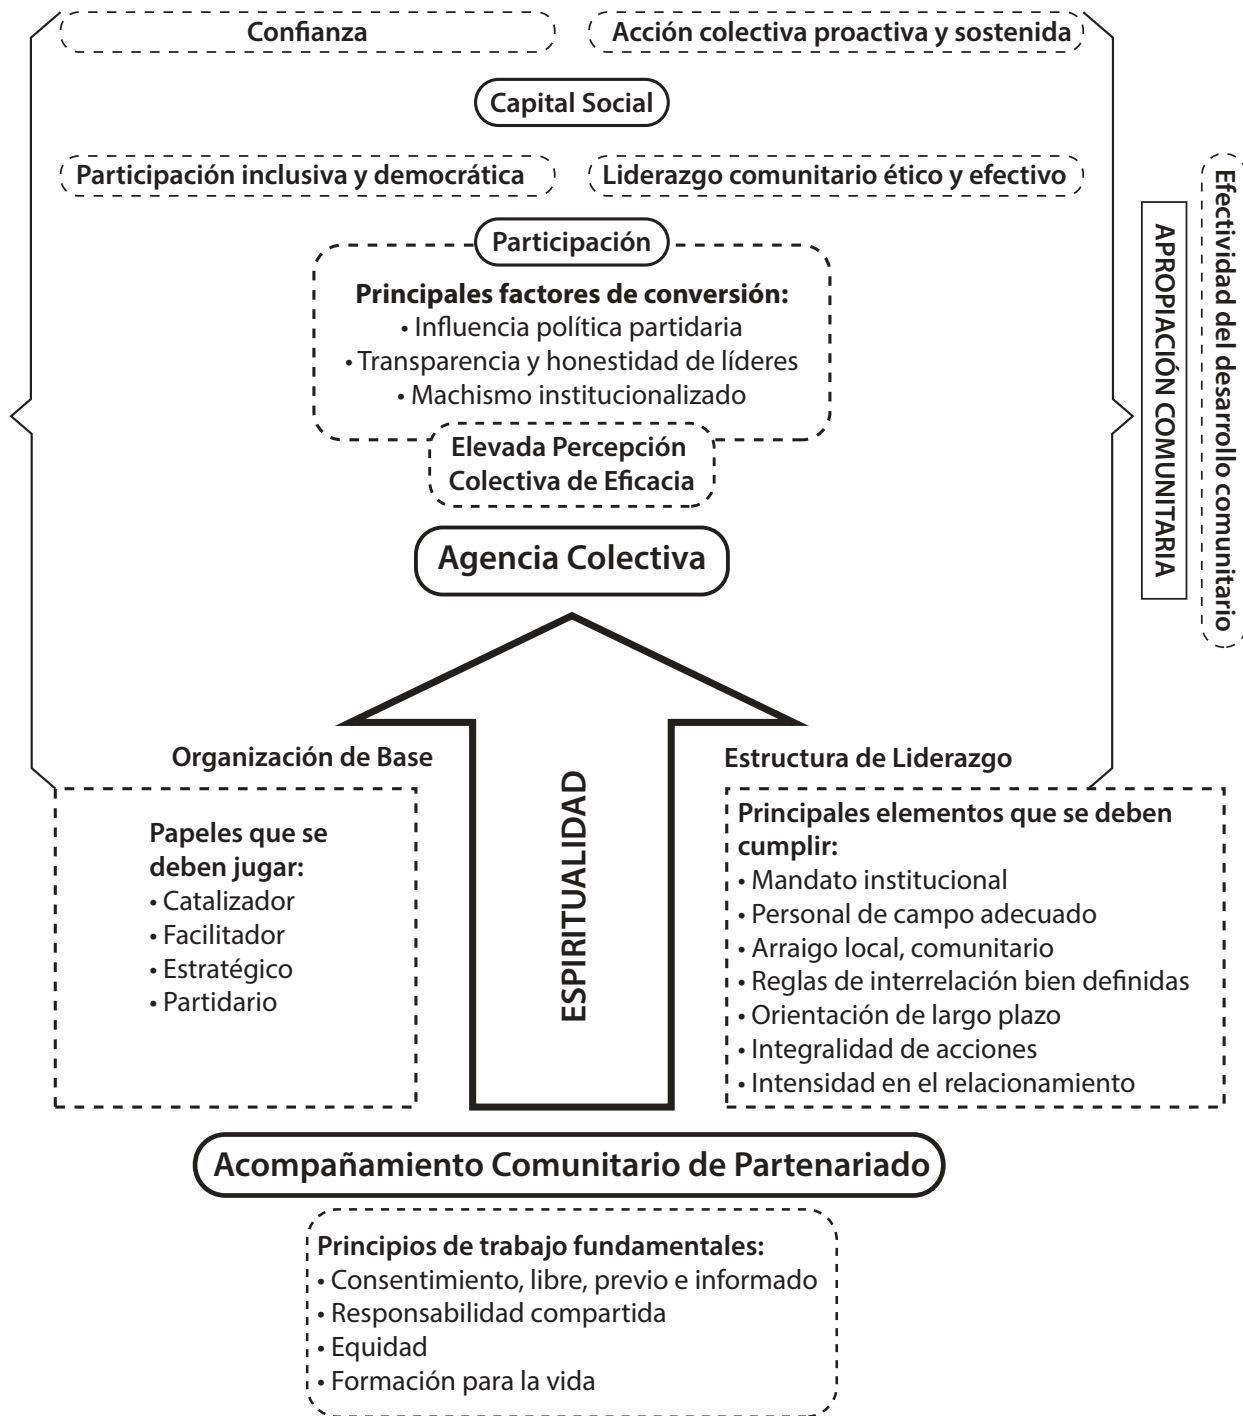 Confianza
Acción colectiva proactiva y sostenida
Capital Social
Participación inclusiva y democrática
Liderazgo comunitario ético y efectivo
Participación
Principales factores de conversión:
• Influencia política partidaria
• Transparencia y honestidad de líderes
• Machismo institucionalizado
Elevada Percepción
Colectiva de Eficacia
Agencia Colectiva
APROPIACIÓN COMUNITARIA
Efectividad del desarrollo comunitario
Organización de Base
Papeles que se
deben jugar:
• Catalizador
• Facilitador
• Estratégico
• Partidario
ESPIRITUALIDAD
Estructura de Liderazgo
Principales elementos que se deben
cumplir:
• Mandato institucional
• Personal de campo adecuado
• Arraigo local, comunitario
• Reglas de interrelación bien definidas
• Orientación de largo plazo
• Integralidad de acciones
• Intensidad en el relacionamiento
Acompañamiento Comunitario de Partenariado
Principios de trabajo fundamentales:
• Consentimiento, libre, previo e informado
• Responsabilidad compartida
• Equidad
• Formación para la vida